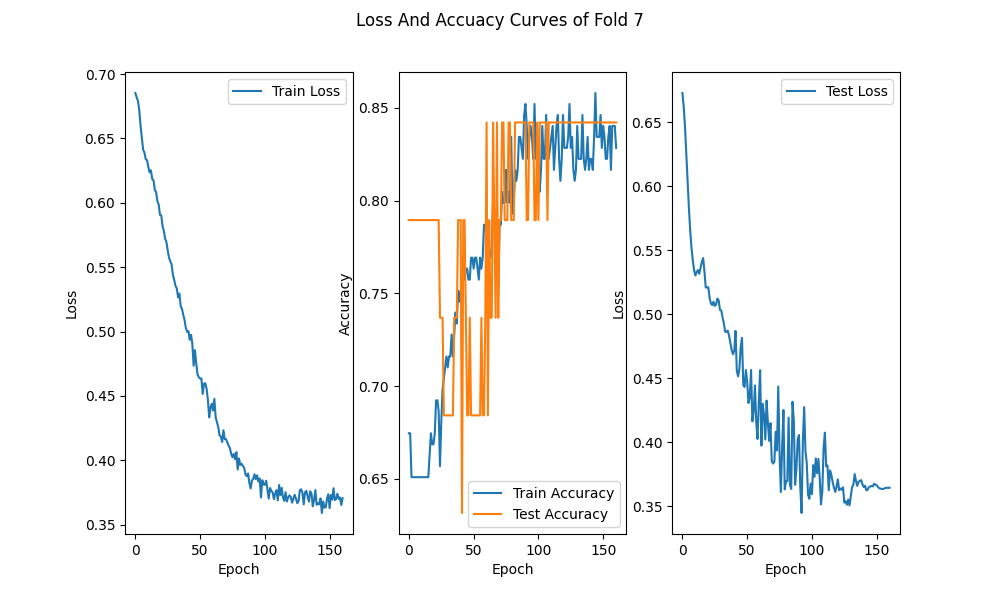 Loss And Accuacy Curves of Fold 7
0.70
0.65
0.60
0.55
0.50
0.45
0.40
0.35
Loss
0 50 100 150
Epoch
Train Loss
0.85
0.80
0.75
0.70
0.65
Accuracy
0 50 100 150
Epoch
Train Accuracy
Test Accuracy
0.65
0.60
0.55
0.50
0.45
0.40
0.35
Loss
0 50 100 150
Epoch
Test Loss